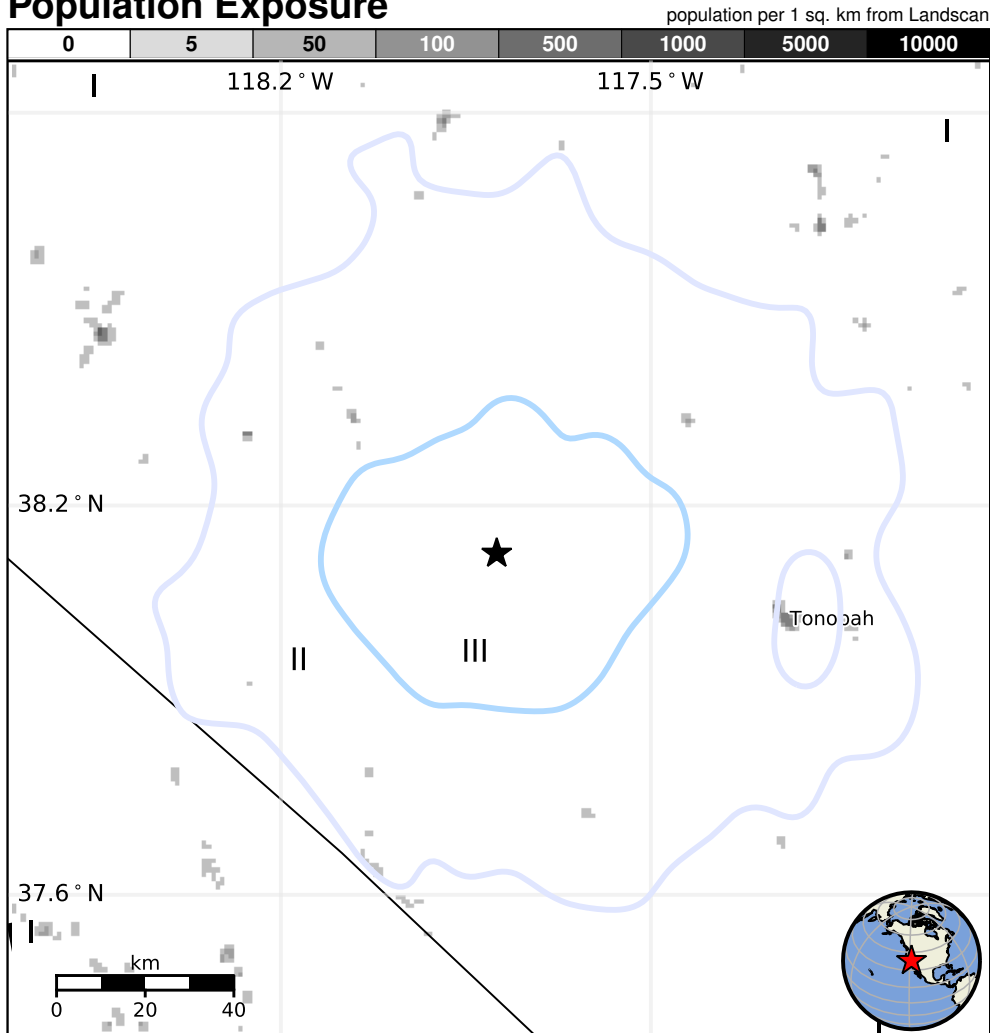 Population Exposure
population per 1 sq. km from Landscan
0 5 50 100 500 1000 5000 10000
118.2°W 117.5°W
I
I
38.2°N
Tonopah
II
III
37.6°N
I
km
0 20 40